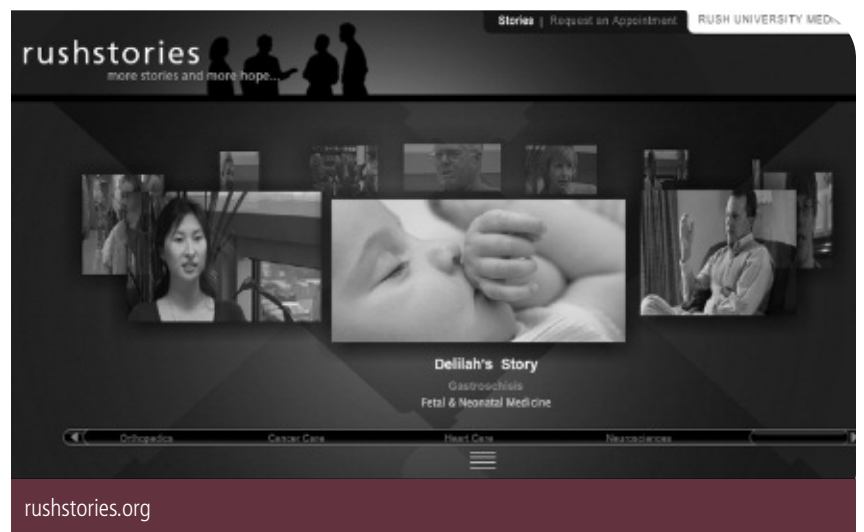 Stories | Request an Appointment
RUSH UNIVERSITY MEDI
rushstories
more stories and more hope...
Delilah's Story
Gastroschisis
Fetal & Neonatal Medicine
Orthopedics Cancer Care Heart Care Neurosciences
rushstories.org